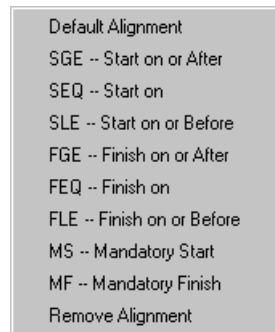 Default Alignment
SGE -- Start on or After
SEQ -- Start on
SLE -- Start on or Before
FGE -- Finish on or After
FEQ -- Finish on
FLE -- Finish on or Before
MS -- Mandatory Start
MF -- Mandatory Finish
Remove Alignment